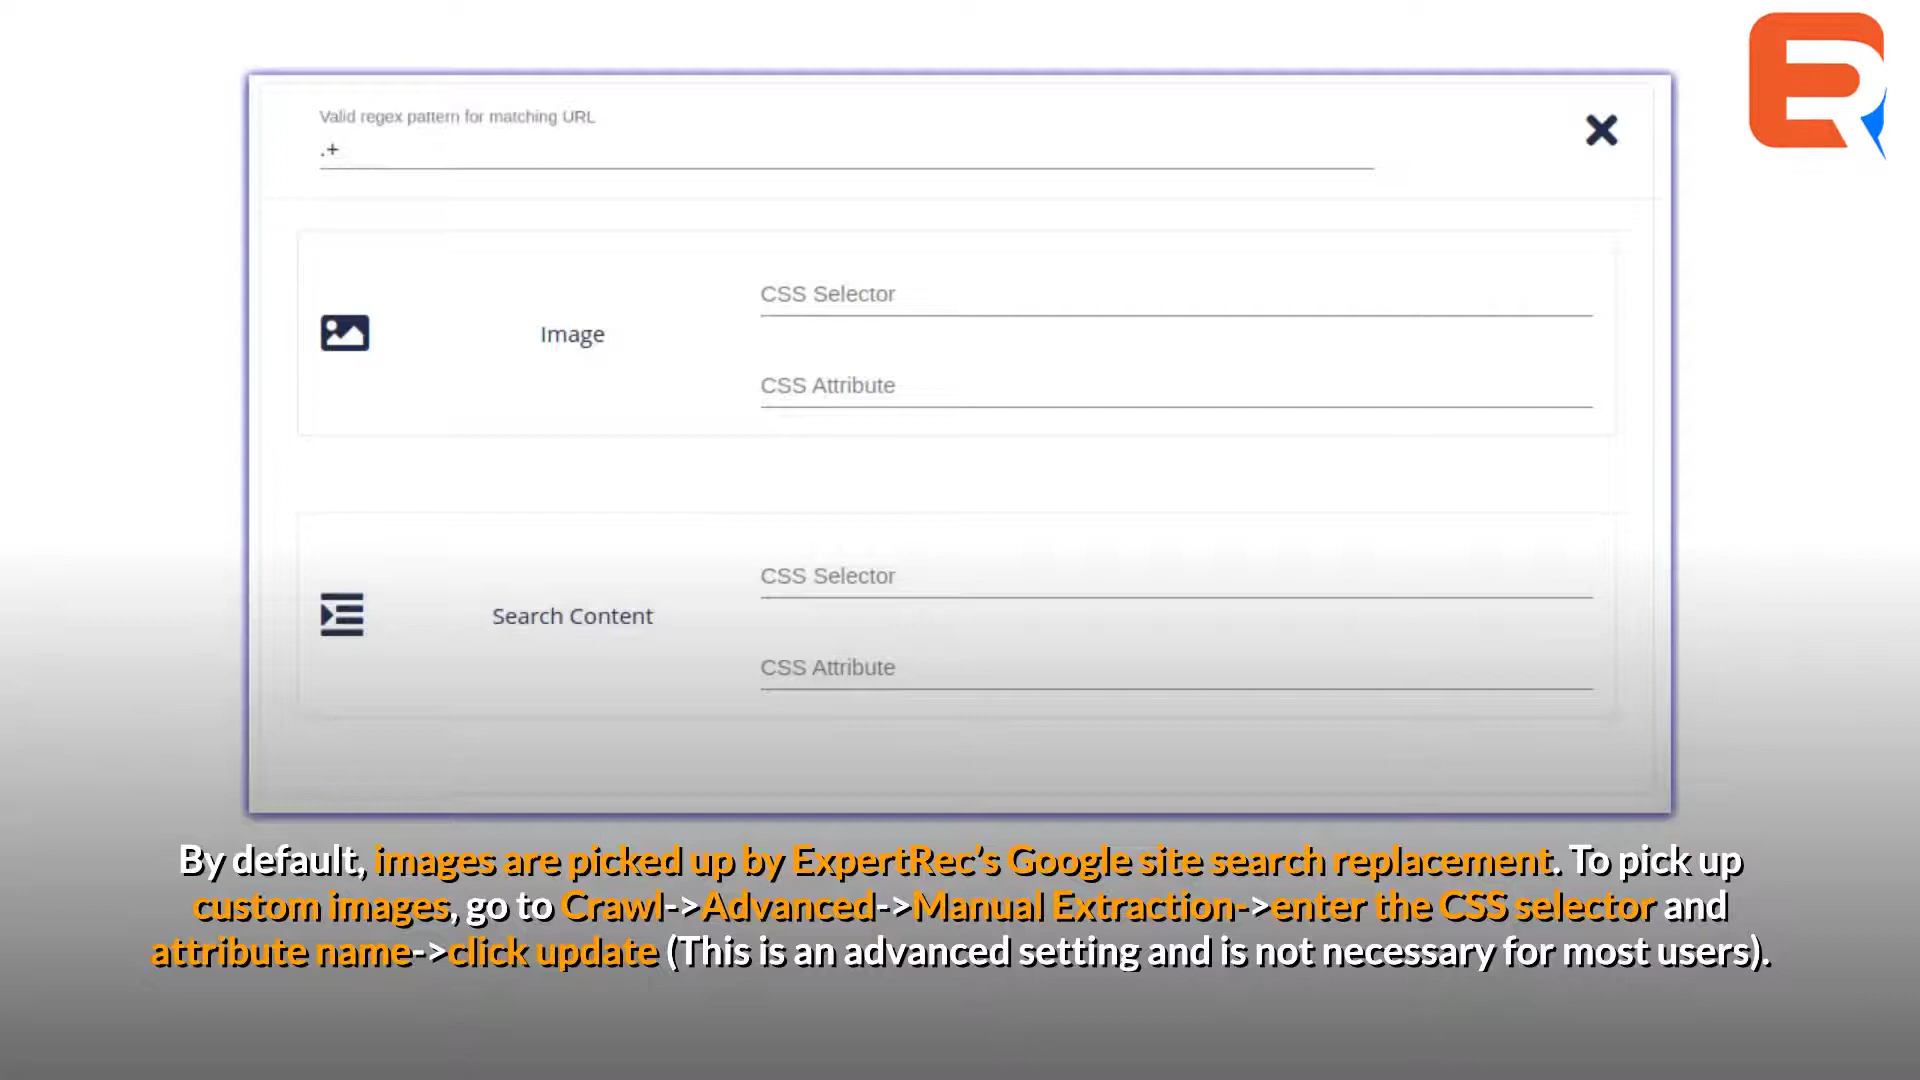 Valid regex pattern for matching URL
.+
CSS Selector
Image
CSS Attribute
CSS Selector
Search Content
CSS Attribute
By default, images are picked up by ExpertRec's Google site search replacement. To pick up
custom images, go to Crawl->Advanced->Manual Extraction->enter the CSS selector and
attribute name->click update (This is an advanced setting and is not necessary for most users).
ER